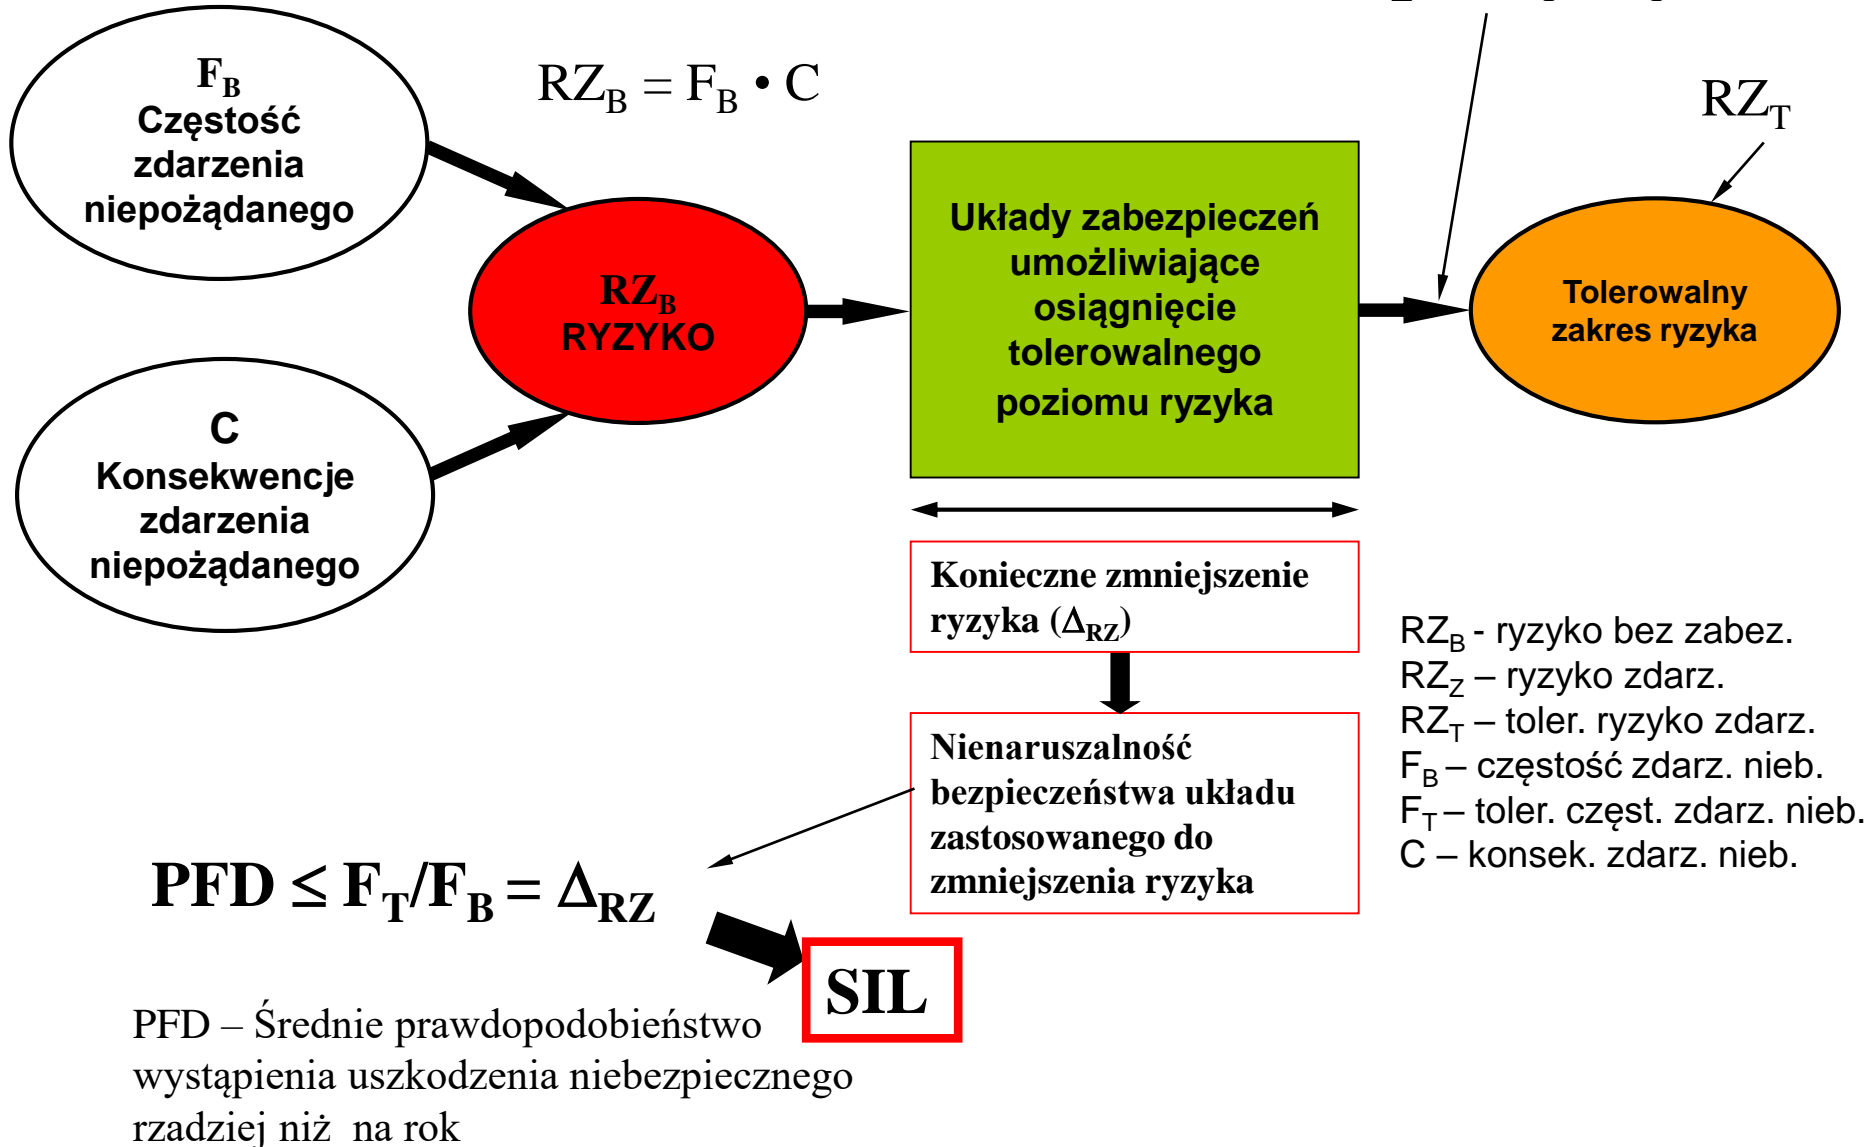 F_B
Częstość
zdarzenia
niepożądanego
RZ_B = F_B • C
RZ_T
RZ_B
RYZYKO
Układy zabezpieczeń
umożliwiające
osiągnięcie
tolerowalnego
poziomu ryzyka
Tolerowalny
zakres ryzyka
C
Konsekwencje
zdarzenia
niepożądanego
Konieczne zmniejszenie
ryzyka (Δ_RZ)
Nienaruszalność
bezpieczeństwa układu
zastosowanego do
zmniejszenia ryzyka
RZ_B - ryzyko bez zabez.
RZ_Z – ryzyko zdarz.
RZ_T – toler. ryzyko zdarz.
F_B – częstość zdarz. nieb.
F_T – toler. częst. zdarz. nieb.
C – konsek. zdarz. nieb.
PFD ≤ F_T/F_B = Δ_RZ
SIL
PFD – Średnie prawdopodobieństwo
wystąpienia uszkodzenia niebezpiecznego
rzadziej niż na rok